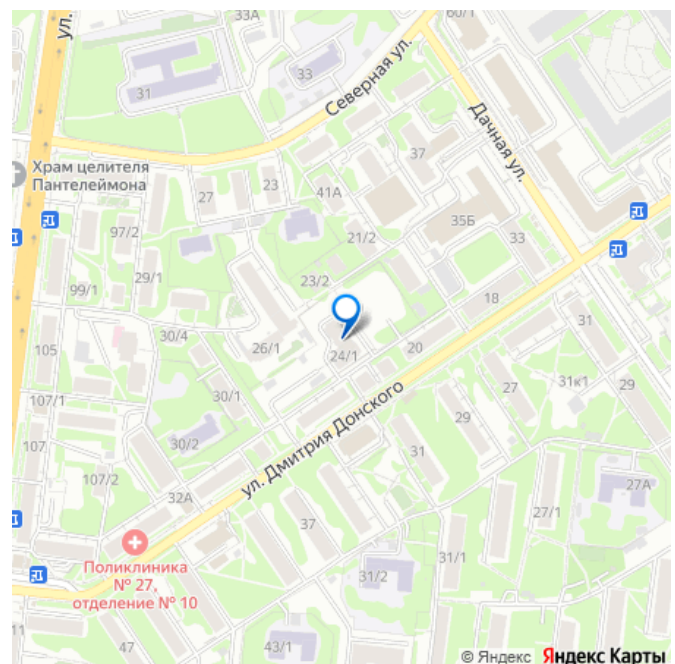 33А
60/1
ул.
33
31
Северная ул.
Дачная ул.
37
Храм целителя
Пантелеймона
27
23
41А
35Б
97/2
21/2
33
29/1
23/2
99/1
18
30/4
31
105
26/1
24/1
20
31к1
29
107/1
30/1
27
ул. Дмитрия Донского
29
107
30/2
31
107/2
27А
32А
27/1
37
Поликлиника
№ 27,
отделение № 10
31/1
31/2
11
47
43/1
© Яндекс Яндекс Карты